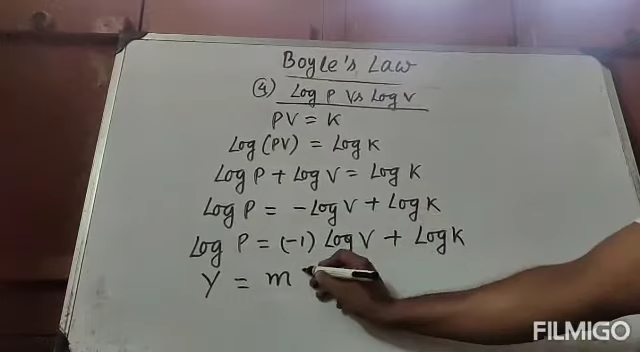 Boyle's Law
④ Log P Vs Log V
PV = K
Log (PV) = Log K
Log P + Log V = Log K
Log P = - Log V + Log K
Log P = (-1) Log V + Log K
Y = m
FILMIGO